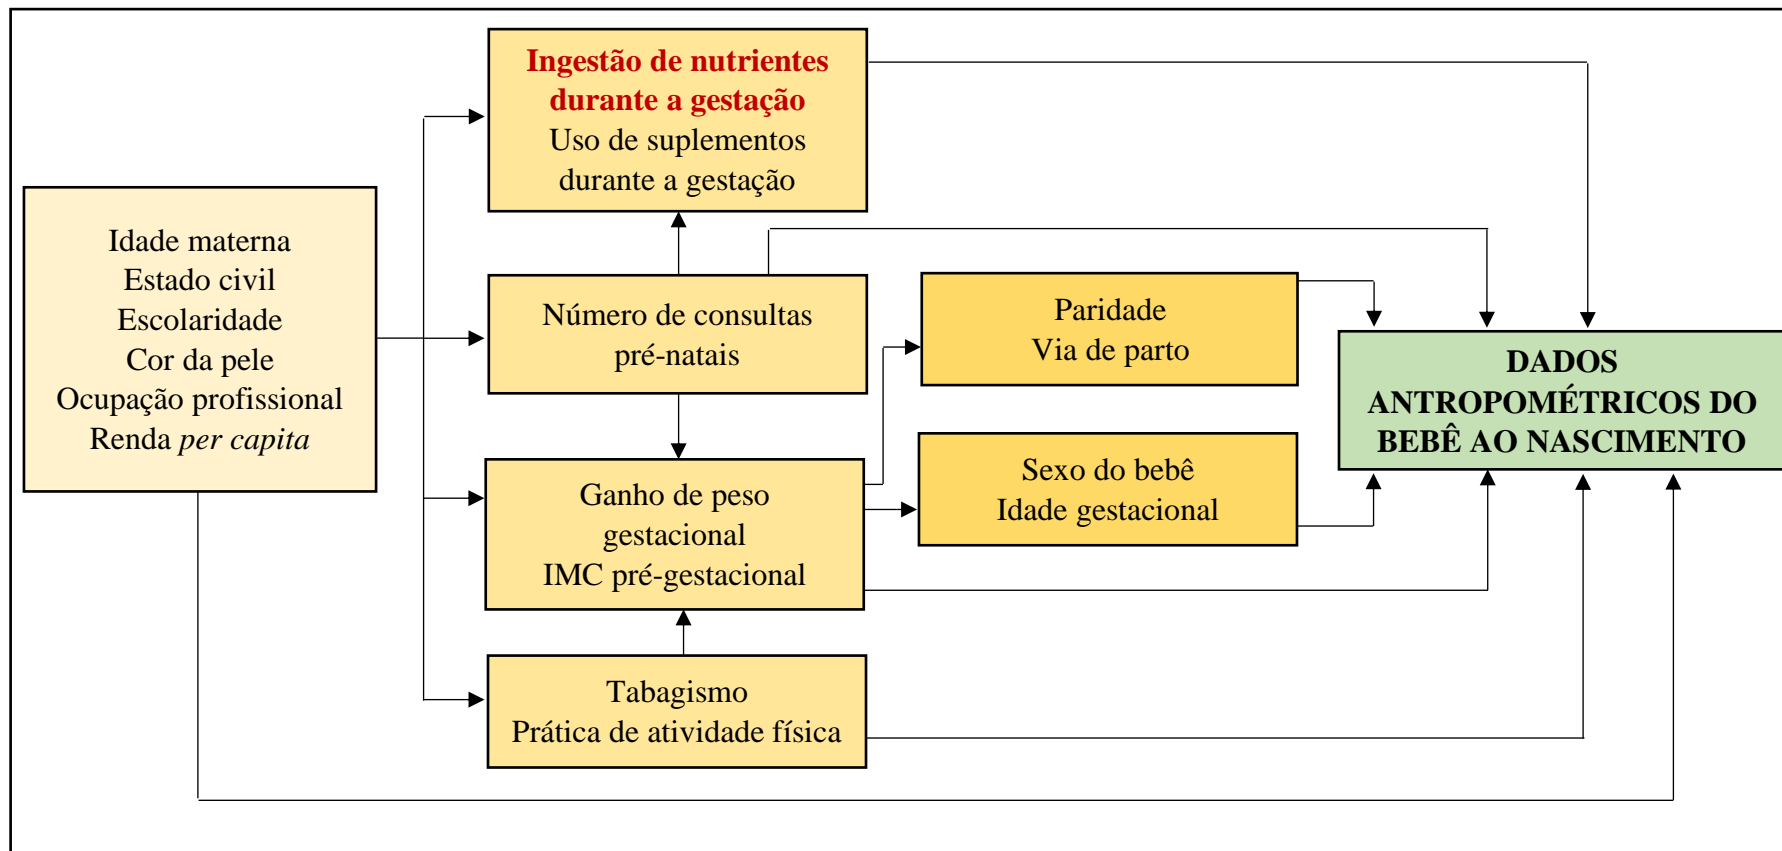 Idade materna
Estado civil
Escolaridade
Cor da pele
Ocupação profissional
Renda per capita
Ingestão de nutrientes
durante a gestação
Uso de suplementos
durante a gestação
Número de consultas
pré-natais
Ganho de peso
gestacional
IMC pré-gestacional
Tabagismo
Prática de atividade física
Paridade
Via de parto
Sexo do bebê
Idade gestacional
DADOS
ANTROPOMÉTRICOS DO
BEBÊ AO NASCIMENTO